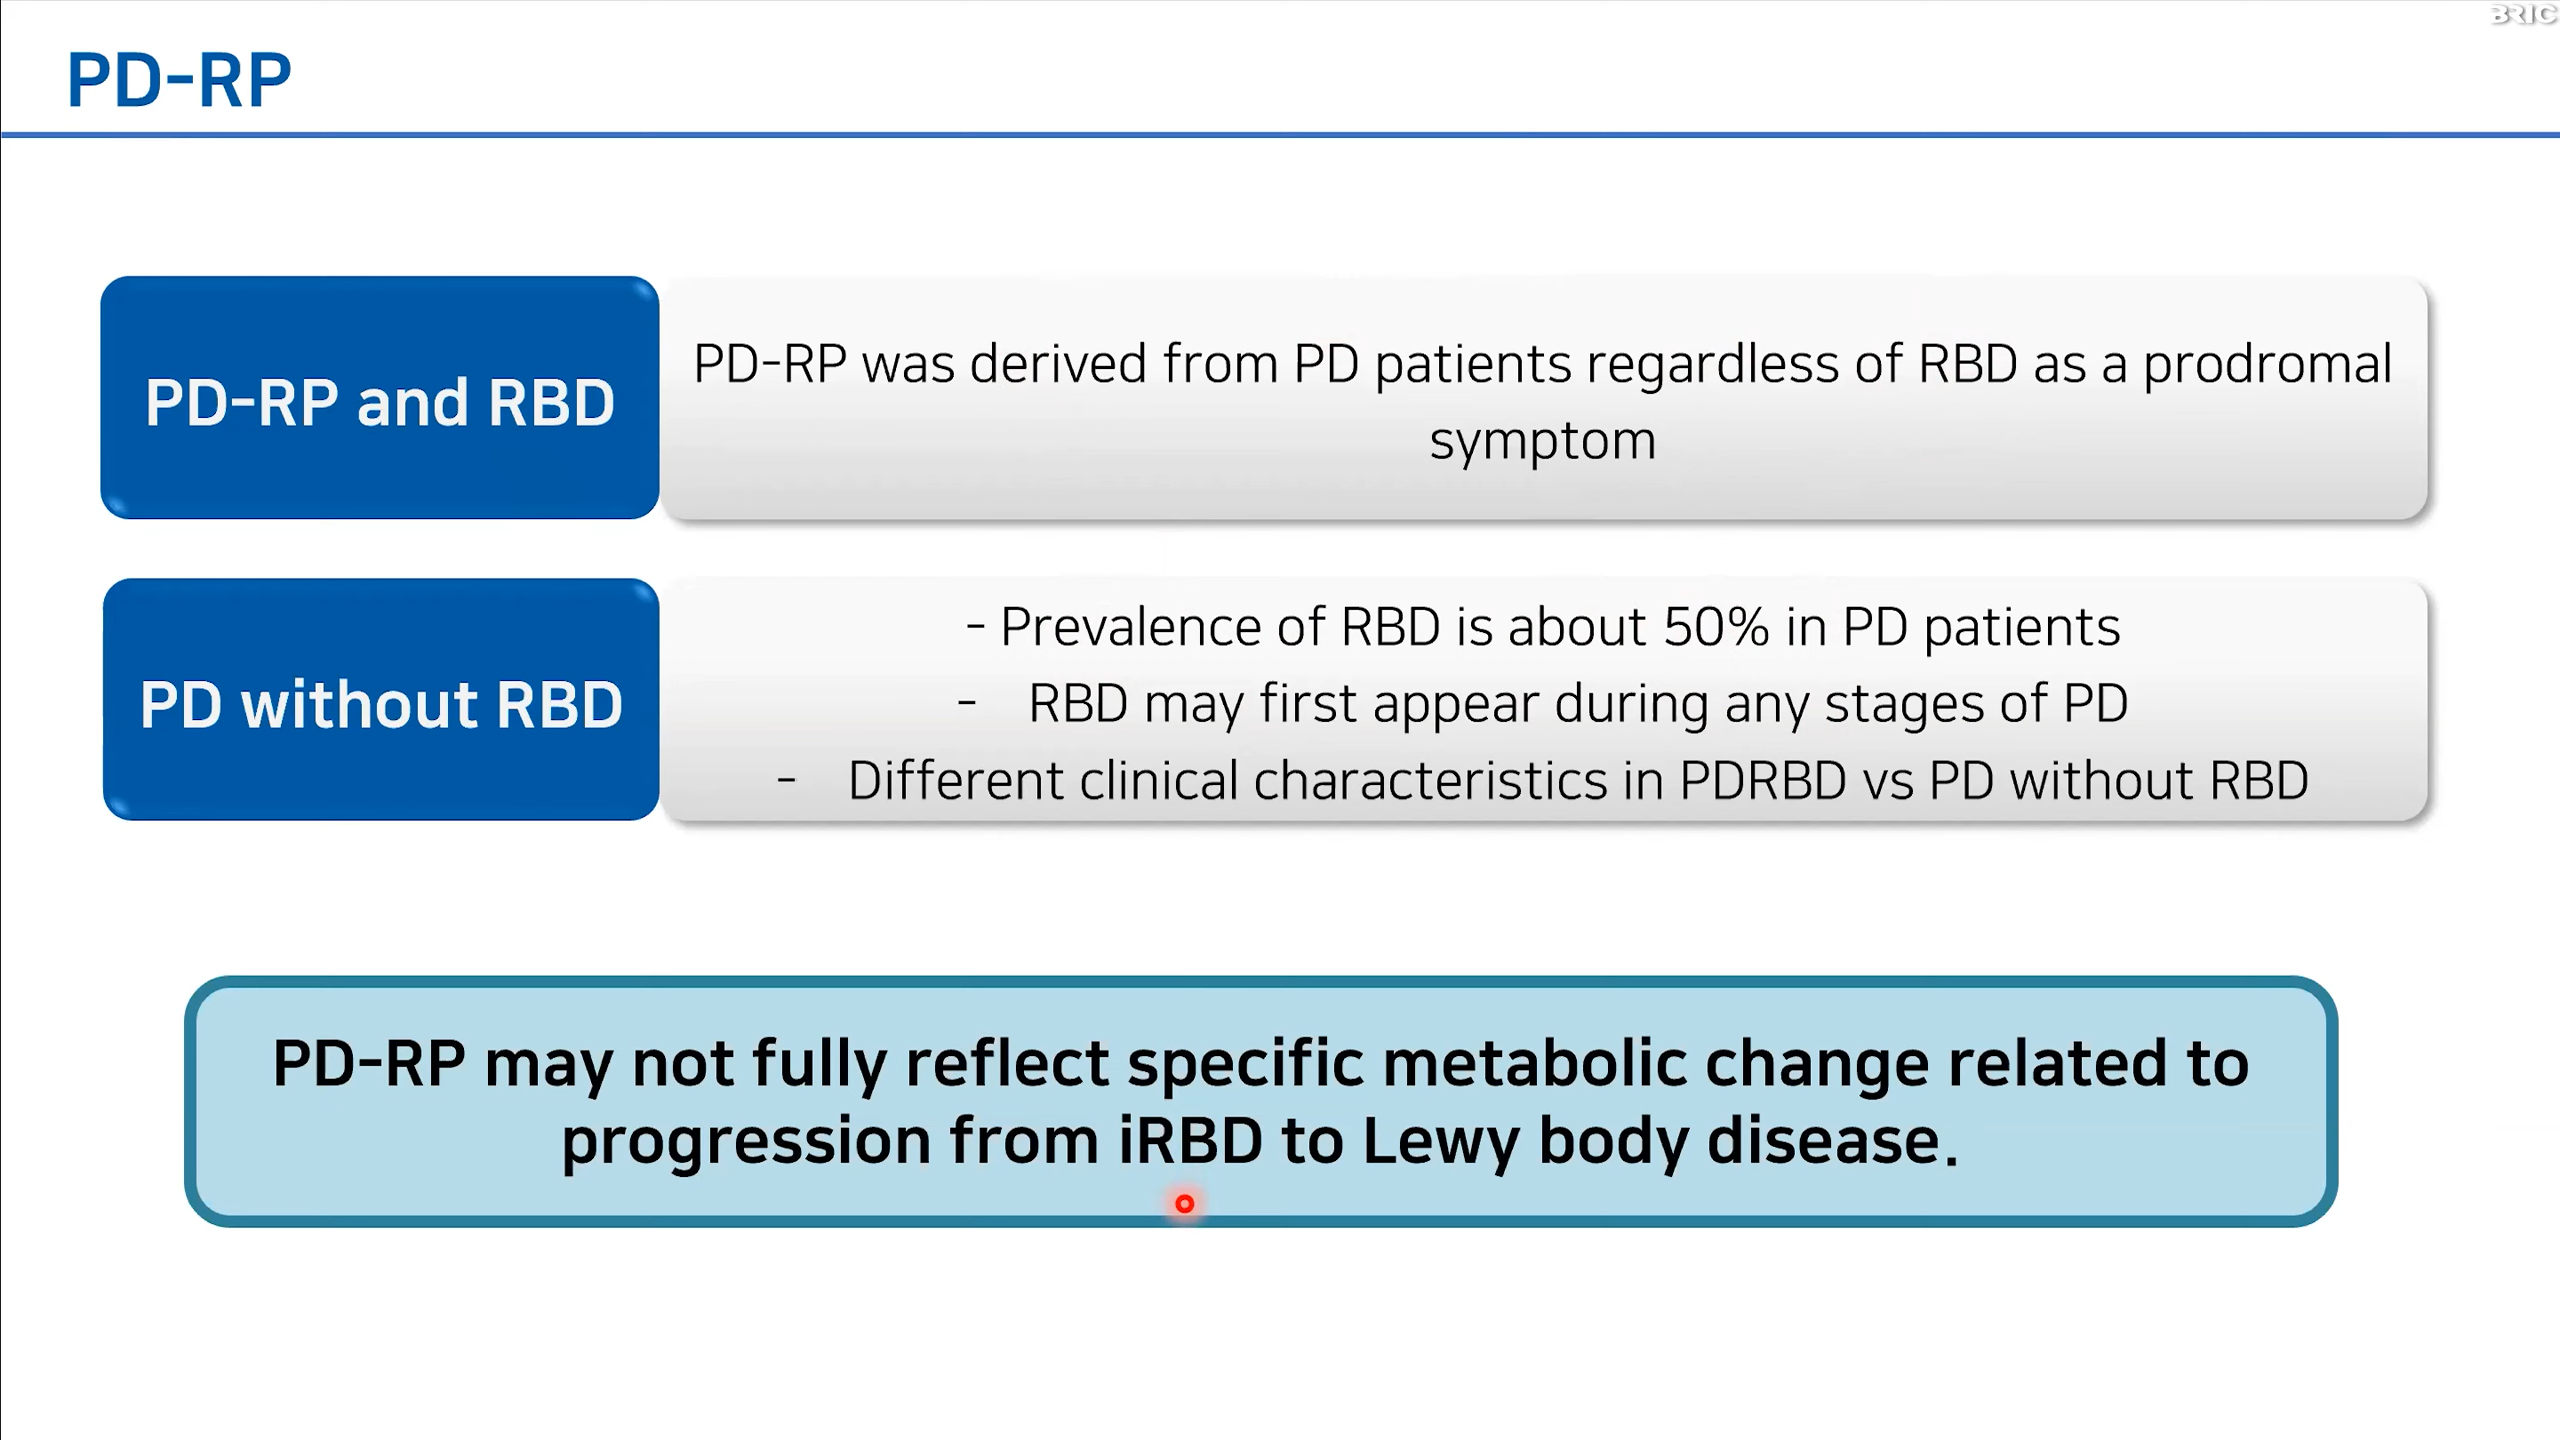 BRIC
PD-RP
PD-RP and RBD
PD-RP was derived from PD patients regardless of RBD as a prodromal
symptom
PD without RBD
- Prevalence of RBD is about 50% in PD patients
- RBD may first appear during any stages of PD
- Different clinical characteristics in PDRBD vs PD without RBD
PD-RP may not fully reflect specific metabolic change related to
progression from iRBD to Lewy body disease.